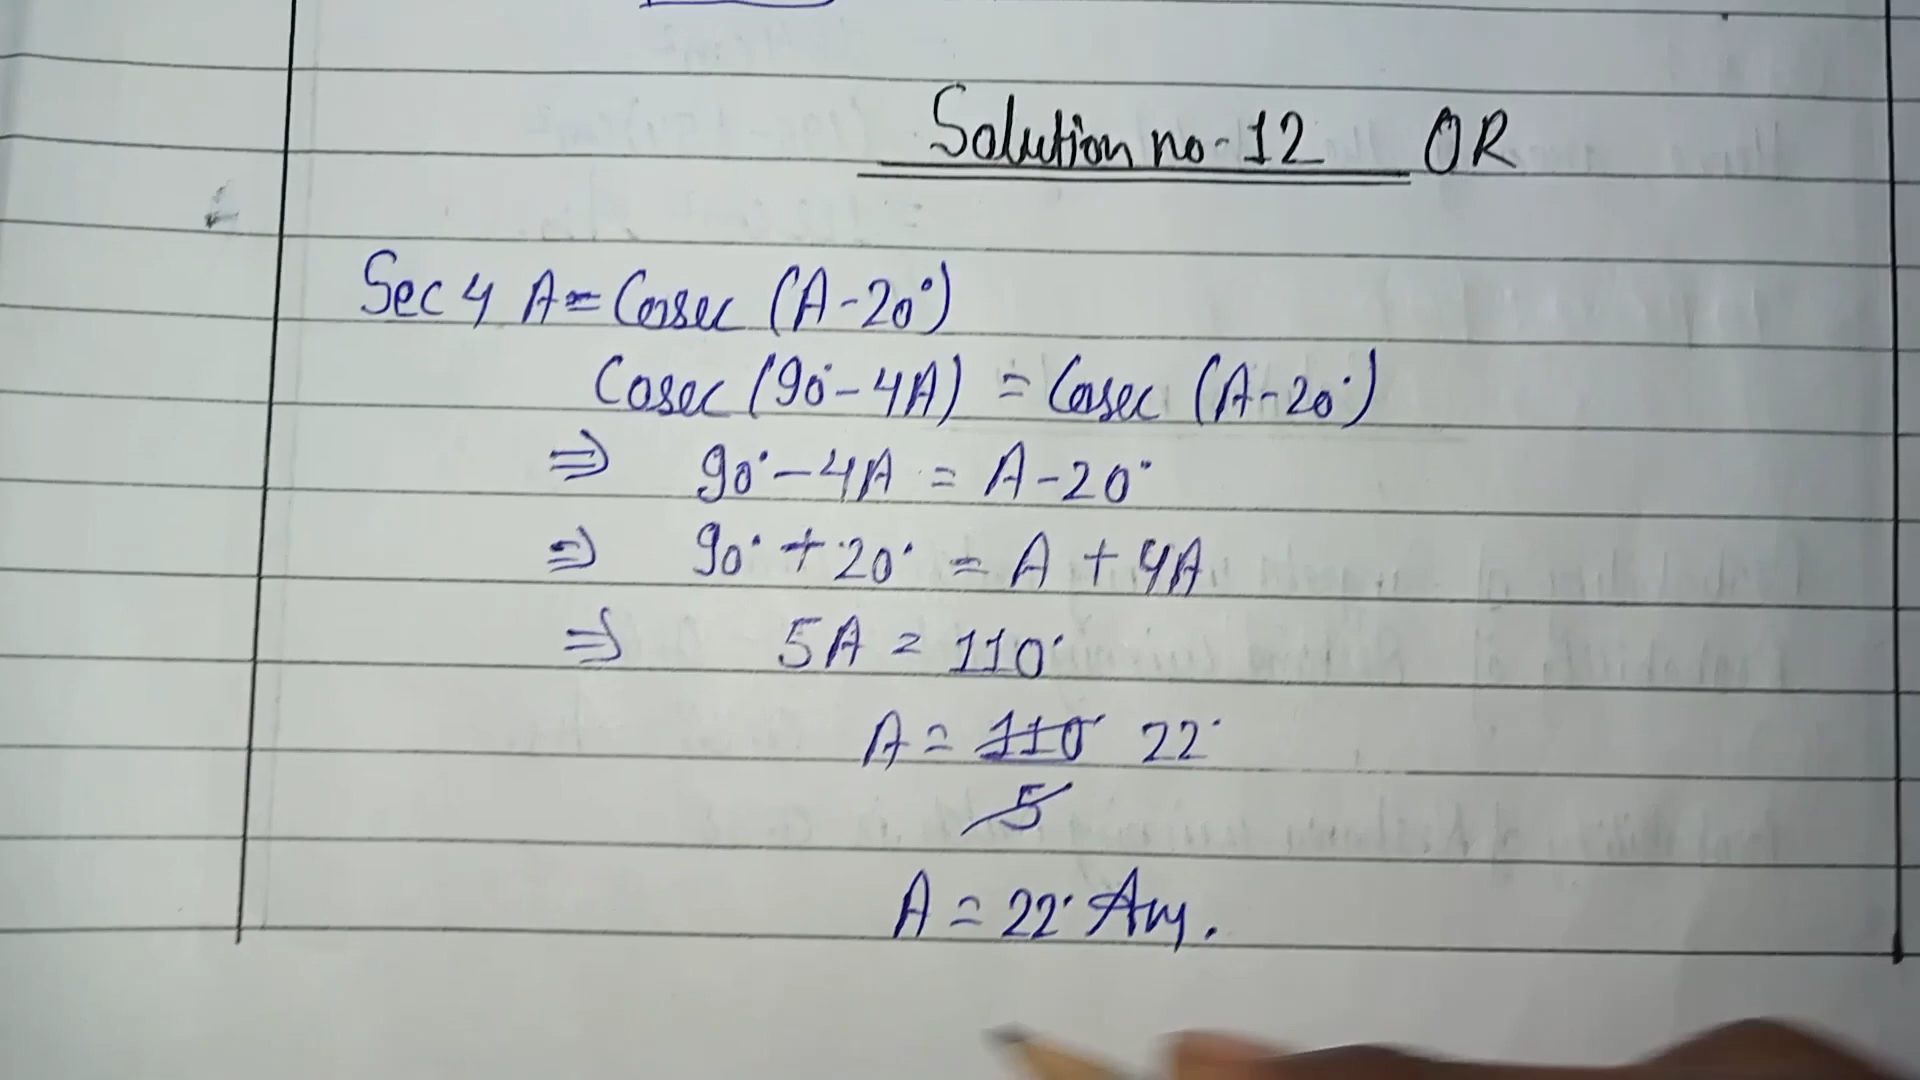 Solution no-12 OR
Sec 4 A = Cosec (A-20°)
Cosec (90°-4A) = Cosec (A-20°)
⇒ 90°-4A = A-20°
⇒ 90° + 20° = A + 4A
⇒ 5A = 110°
A = 110° 22°
5
A = 22° Ans.